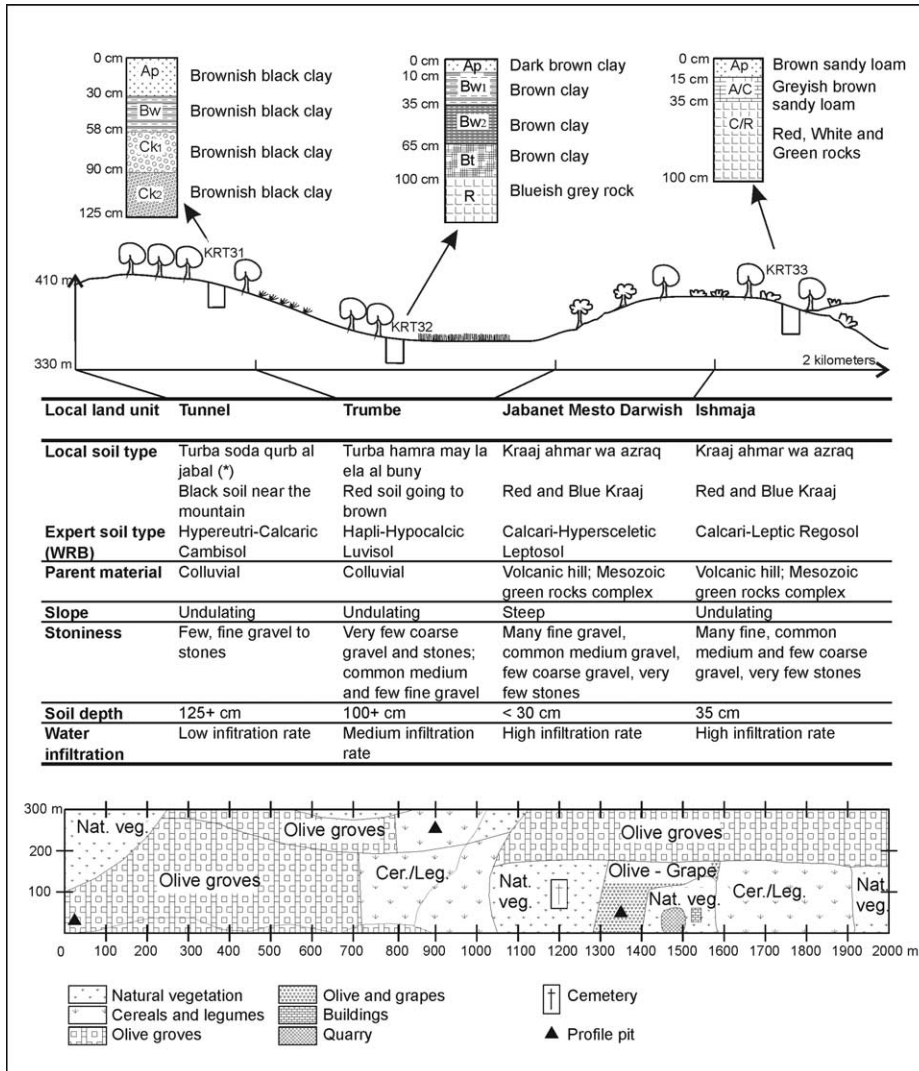 0 cm
Ap
Brownish black clay
30 cm
Bw
Brownish black clay
58 cm
Ck1
Brownish black clay
90 cm
Ck2
Brownish black clay
125 cm
0 cm
Ap
Dark brown clay
10 cm
Bw1
Brown clay
35 cm
Bw2
Brown clay
65 cm
Bt
Brown clay
100 cm
R
Blueish grey rock
0 cm
Ap
Brown sandy loam
15 cm
A/C
Greyish brown
sandy loam
35 cm
C/R
Red, White and
Green rocks
100 cm
KRT31
KRT32
KRT33
410 m
330 m
2 kilometers
Local land unit Tunnel Trumbe Jabanet Mesto Darwish Ishmaja
Local soil type Turba soda qurb al Turba hamra may la Kraaj ahmar wa azraq Kraaj ahmar wa azraq
jabal (*) ela al buny
Black soil near the Red soil going to Red and Blue Kraaj Red and Blue Kraaj
mountain brown
Expert soil type Hypereutri-Calcaric Hapli-Hypocalcic Calcari-Hypersceletic Calcari-Leptic Regosol
(WRB) Cambisol Luvisol Leptosol
Parent material Colluvial Colluvial Volcanic hill; Mesozoic Volcanic hill; Mesozoic
green rocks complex green rocks complex
Slope Undulating Undulating Steep Undulating
Stoniness Few, fine gravel to Very few coarse Many fine gravel, Many fine, common
stones gravel and stones; common medium gravel, medium and few coarse
common medium few coarse gravel, very gravel, very few stones
and few fine gravel few stones
Soil depth 125+ cm 100+ cm < 30 cm 35 cm
Water Low infitration rate Medium infiltration High infiltration rate High infiltration rate
infiltration rate
300 m
200
100
Nat. veg.
Olive groves
Olive groves
Olive groves
Cer./Leg.
Nat.
veg.
Olive - Grape
Nat. veg.
Cer./Leg.
Nat.
veg.
0 100 200 300 400 500 600 700 800 900 1000 1100 1200 1300 1400 1500 1600 1700 1800 1900 2000 m
Natural vegetation
Cereals and legumes
Olive groves
Olive and grapes
Buildings
Quarry
Cemetery
Profile pit